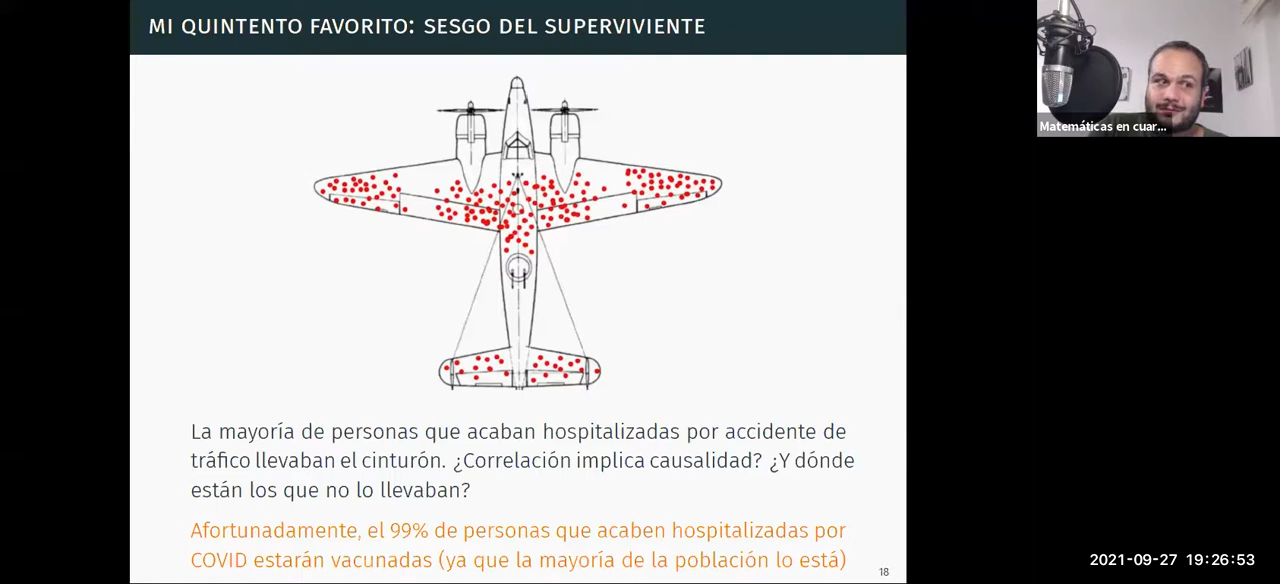 MI QUINTENTO FAVORITO: SESGO DEL SUPERVIVIENTE
Matemáticas en cuar...
La mayoría de personas que acaban hospitalizadas por accidente de
tráfico llevaban el cinturón. ¿Correlación implica causalidad? ¿Y dónde
están los que no lo llevaban?
Afortunadamente, el 99% de personas que acaben hospitalizadas por
COVID estarán vacunadas (ya que la mayoría de la población lo está)
18
2021-09-27 19:26:53